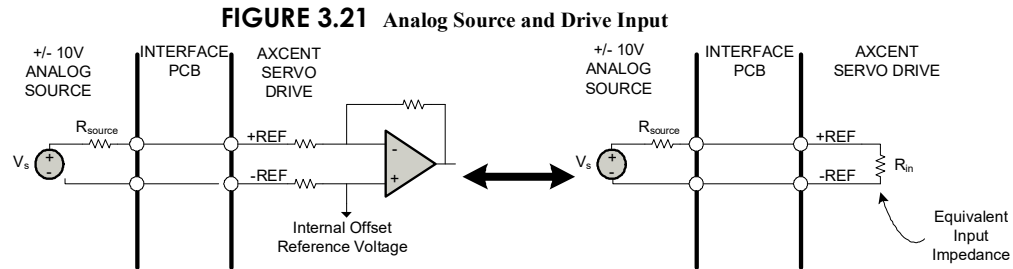 FIGURE 3.21 Analog Source and Drive Input
+/- 10V
ANALOG
SOURCE
INTERFACE
PCB
AXCENT
SERVO
DRIVE
Rsource
Vs
+
-
+REF
-REF
-
+
Internal Offset
Reference Voltage
+/- 10V
ANALOG
SOURCE
INTERFACE
PCB
AXCENT
SERVO DRIVE
Rsource
Vs
+
-
+REF
-REF
Rin
Equivalent
Input
Impedance